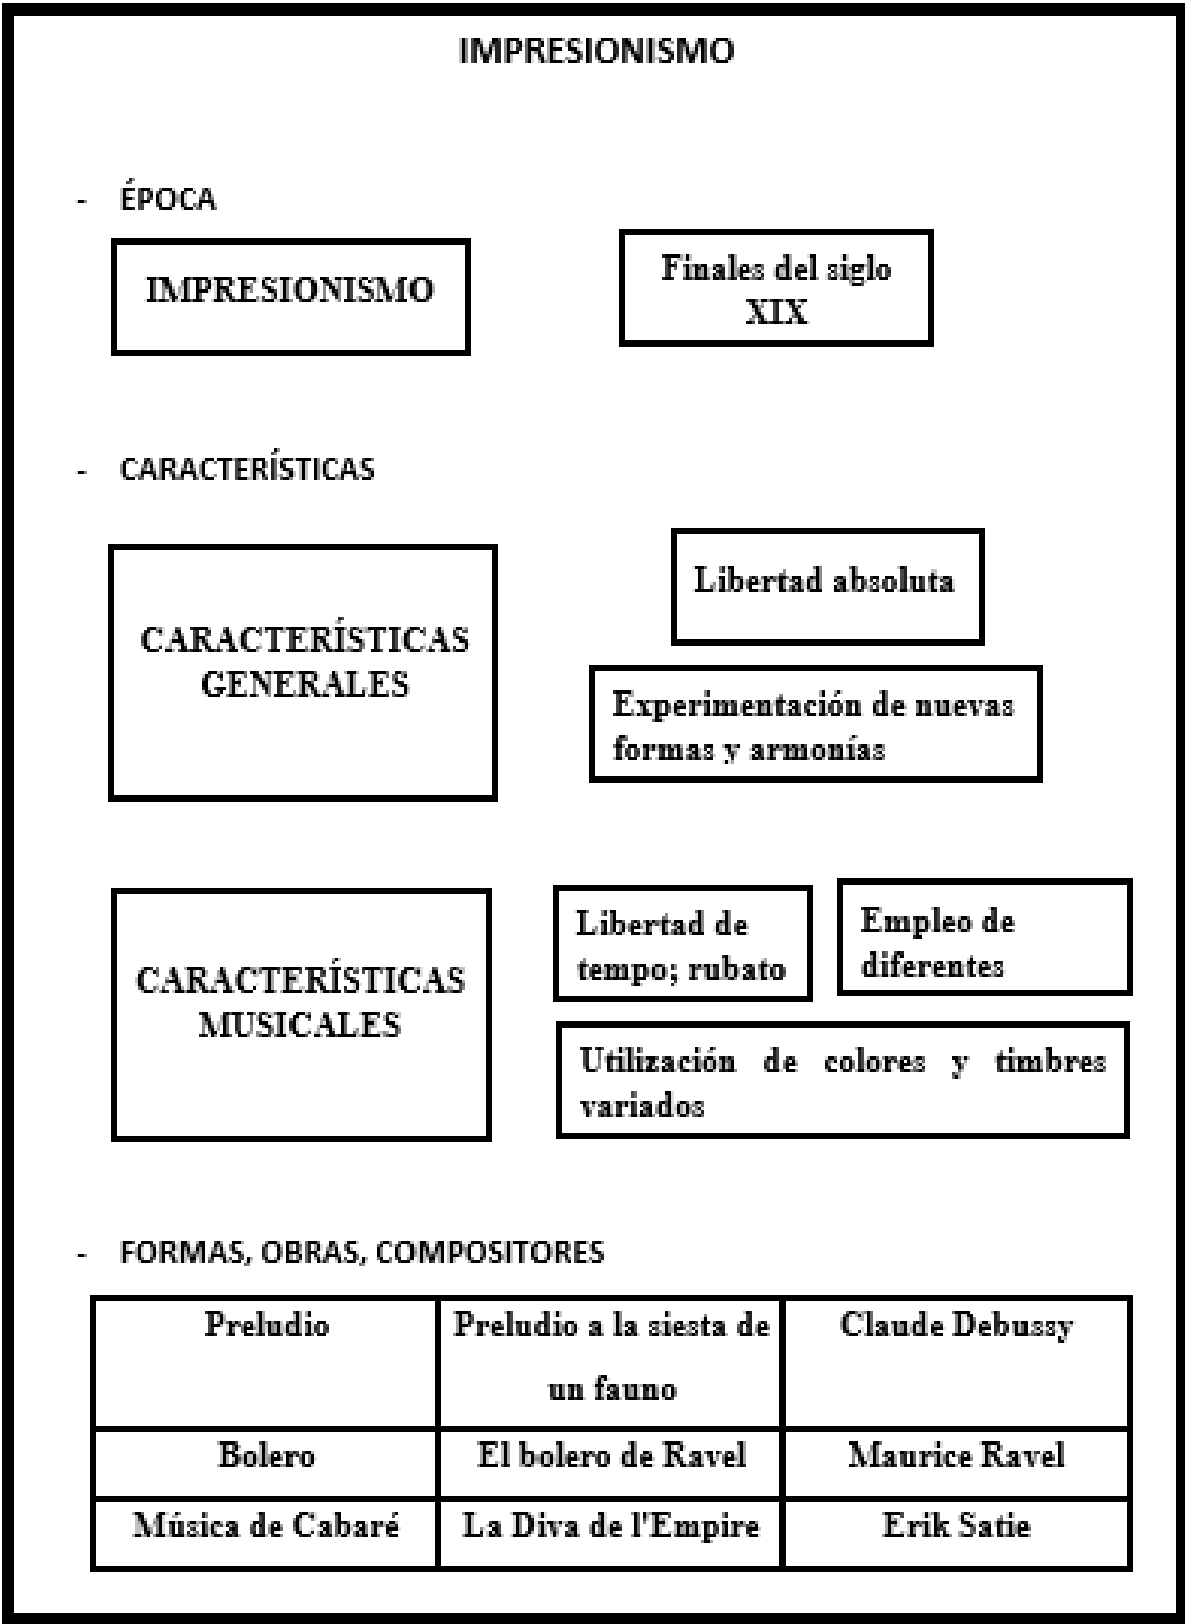 IMPRESIONISMO
- ÉPOCA
IMPRESIONISMO
Finales del siglo
XIX
- CARACTERÍSTICAS
CARACTERÍSTICAS
GENERALES
Libertad absoluta
Experimentación de nuevas
formas y armonías
CARACTERÍSTICAS
MUSICALES
Libertad de
tempo; rubato
Empleo de
diferentes
Utilización de colores y timbres
variados
- FORMAS, OBRAS, COMPOSITORES
Preludio
Preludio a la siesta de
un fauno
Claude Debussy
Bolero
El bolero de Ravel
Maurice Ravel
Música de Cabaré
La Diva de l'Empire
Erik Satie